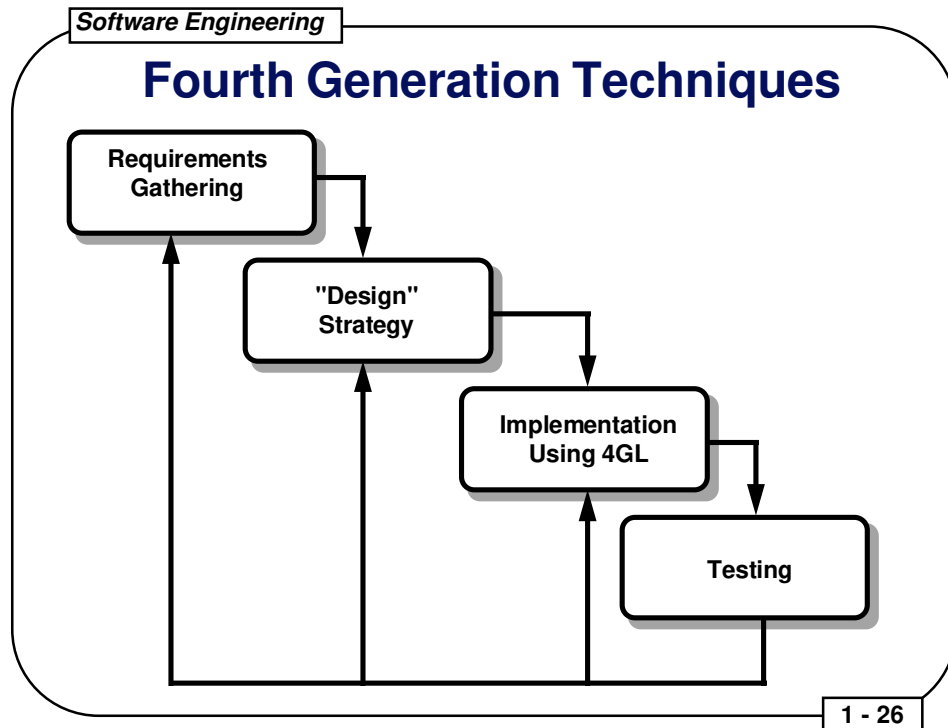 Software Engineering
Fourth Generation Techniques
Requirements
Gathering
"Design"
Strategy
Implementation
Using 4GL
Testing
1 - 26